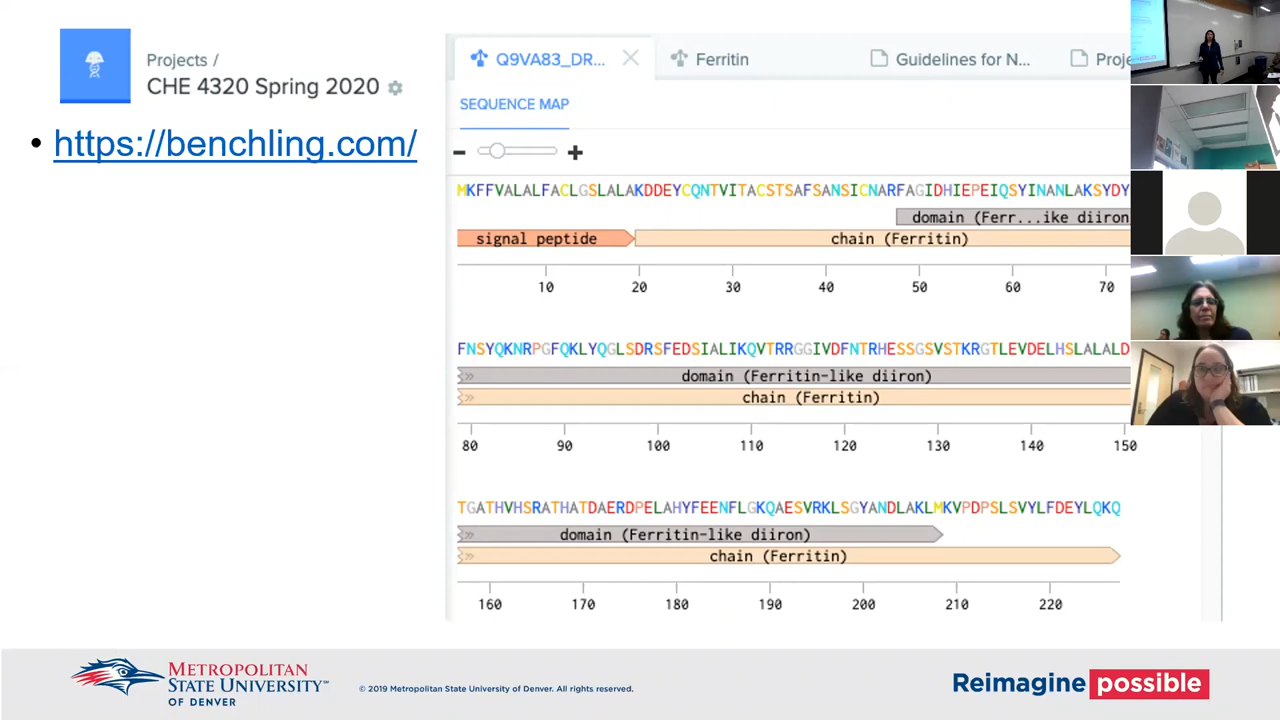 Projects /
CHE 4320 Spring 2020
• https://benchling.com/
Q9VA83_DR...
Ferritin
Guidelines for N...
Proje
SEQUENCE MAP
MKFFVALALFACLGSLALAKDDEYCQNTVITACSTSAFSANSICNARFAGIDHIEPEIQSYINANLAKSYDY
domain (Ferr...ike diiron
signal peptide
chain (Ferritin)
10 20 30 40 50 60 70
FNSYQKNRPGFQKLYQGLSDRSFEDSIALIKQVTRRGGIVDFNTRHESSGSVSTKRGTLEVDELHSLALALD
domain (Ferritin-like diiron)
chain (Ferritin)
80 90 100 110 120 130 140 150
TGATHVHSRATHATDAERDPELAHYFEENFLGKQAESVRKLSGYANDLAKLMKVPDPSLSVYLFDEYLQKQ
domain (Ferritin-like diiron)
chain (Ferritin)
160 170 180 190 200 210 220
METROPOLITAN
STATE UNIVERSITY™
OF DENVER
© 2019 Metropolitan State University of Denver. All rights reserved.
Reimagine possible